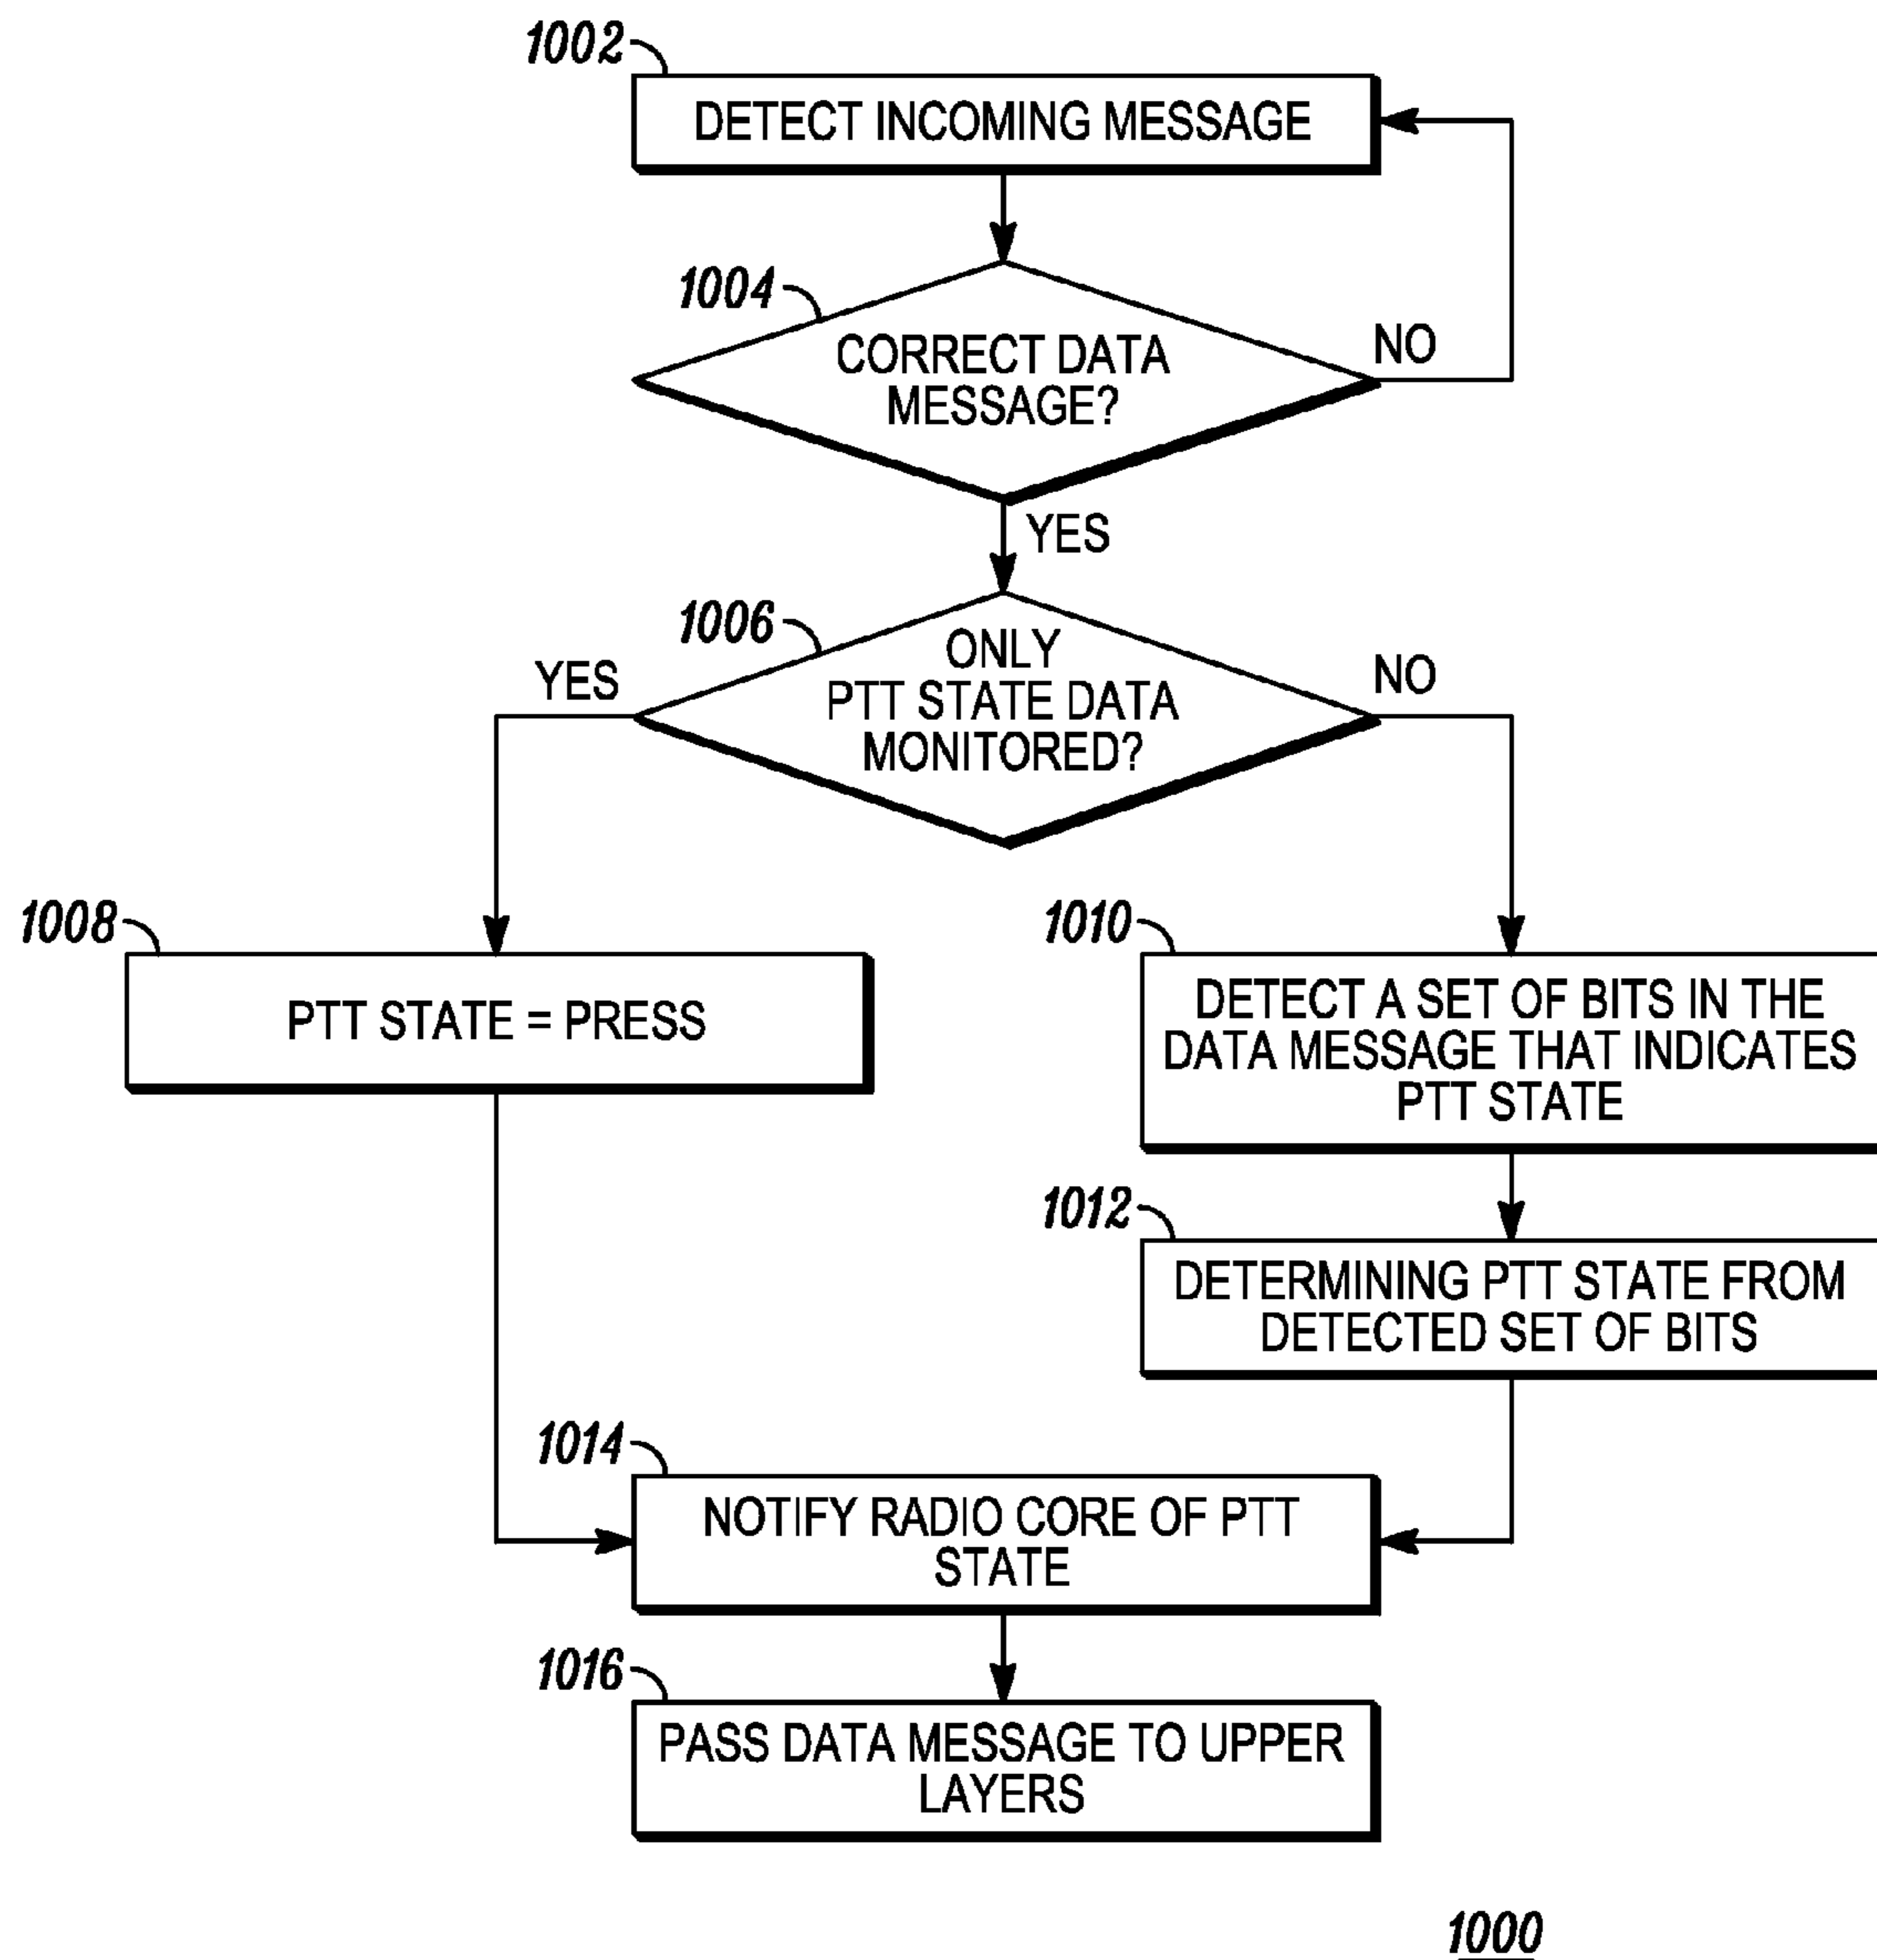 1002
DETECT INCOMING MESSAGE
1004
CORRECT DATA
MESSAGE?
NO
YES
1006
ONLY
PTT STATE DATA
MONITORED?
YES
NO
1008
PTT STATE = PRESS
1010
DETECT A SET OF BITS IN THE
DATA MESSAGE THAT INDICATES
PTT STATE
1012
DETERMINING PTT STATE FROM
DETECTED SET OF BITS
1014
NOTIFY RADIO CORE OF PTT
STATE
1016
PASS DATA MESSAGE TO UPPER
LAYERS
1000